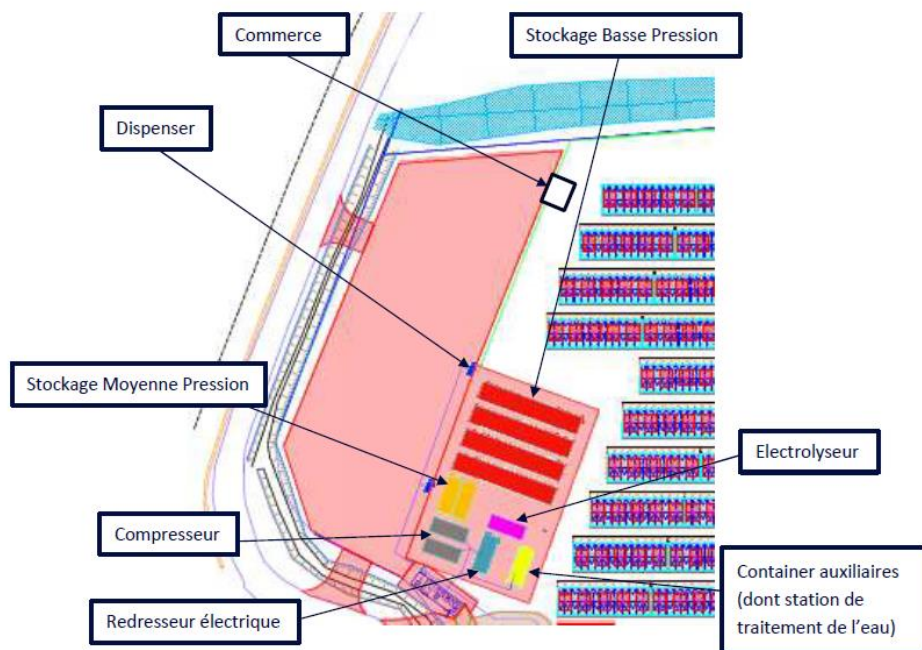 Commerce
Stockage Basse Pression
Dispenser
Stockage Moyenne Pression
Electrolyseur
Compresseur
Container auxiliaires
(dont station de
traitement de l’eau)
Redresseur électrique